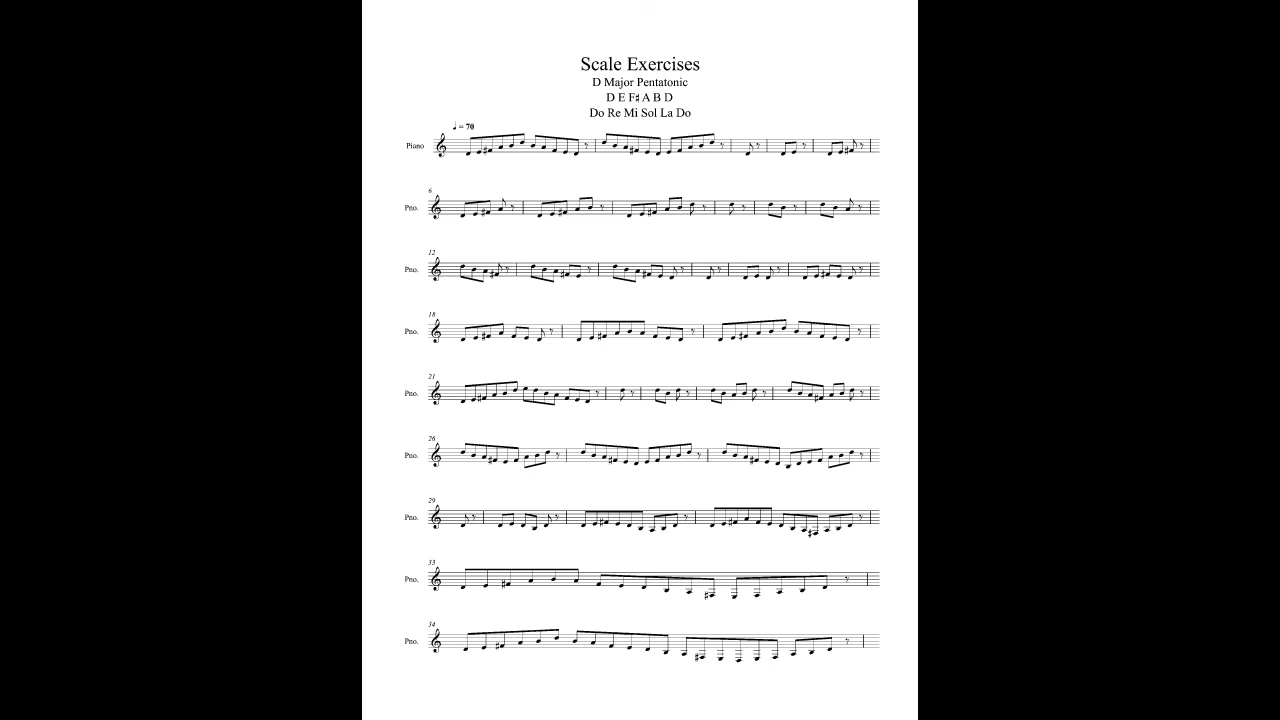 Scale Exercises
D Major Pentatonic
D E F♯ A B D
Do Re Mi Sol La Do
♩ = 70
Piano
6
Pno.
12
Pno.
18
Pno.
21
Pno.
26
Pno.
29
Pno.
33
Pno.
34
Pno.